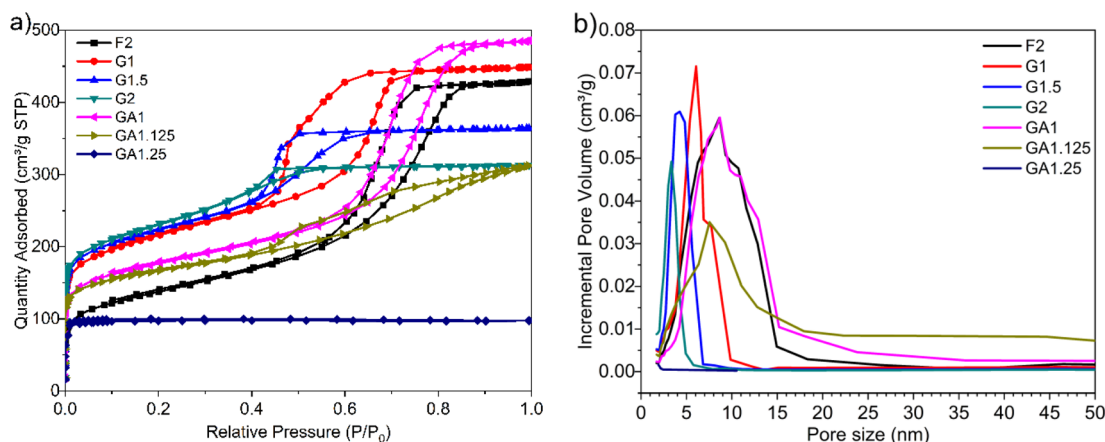 a)
500
400
300
200
100
0
0.0 0.2 0.4 0.6 0.8 1.0
Quantity Adsorbed (cm³/g STP)
Relative Pressure (P/P₀)
F2
G1
G1.5
G2
GA1
GA1.125
GA1.25
b)
0.08
0.07
0.06
0.05
0.04
0.03
0.02
0.01
0.00
0 5 10 15 20 25 30 35 40 45 50
Incremental Pore Volume (cm³/g)
Pore size (nm)
F2
G1
G1.5
G2
GA1
GA1.125
GA1.25